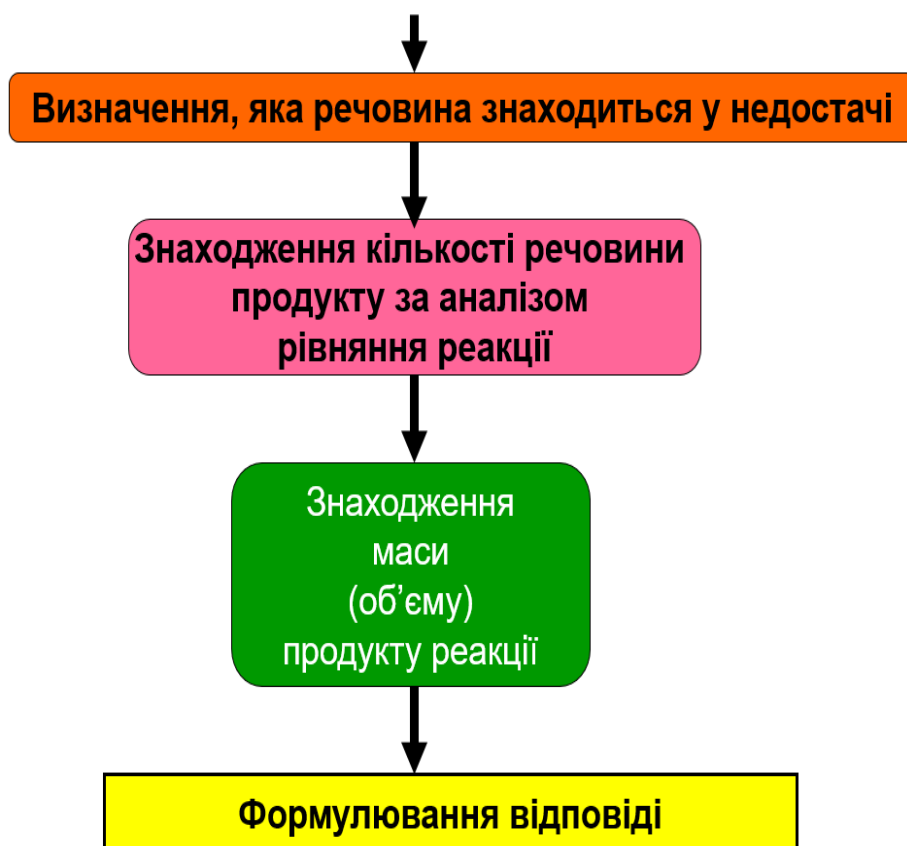 Визначення, яка речовина знаходиться у недостачі
Знаходження кількості речовини
продукту за аналізом
рівняння реакції
Знаходження
маси
(об’єму)
продукту реакції
Формулювання відповіді